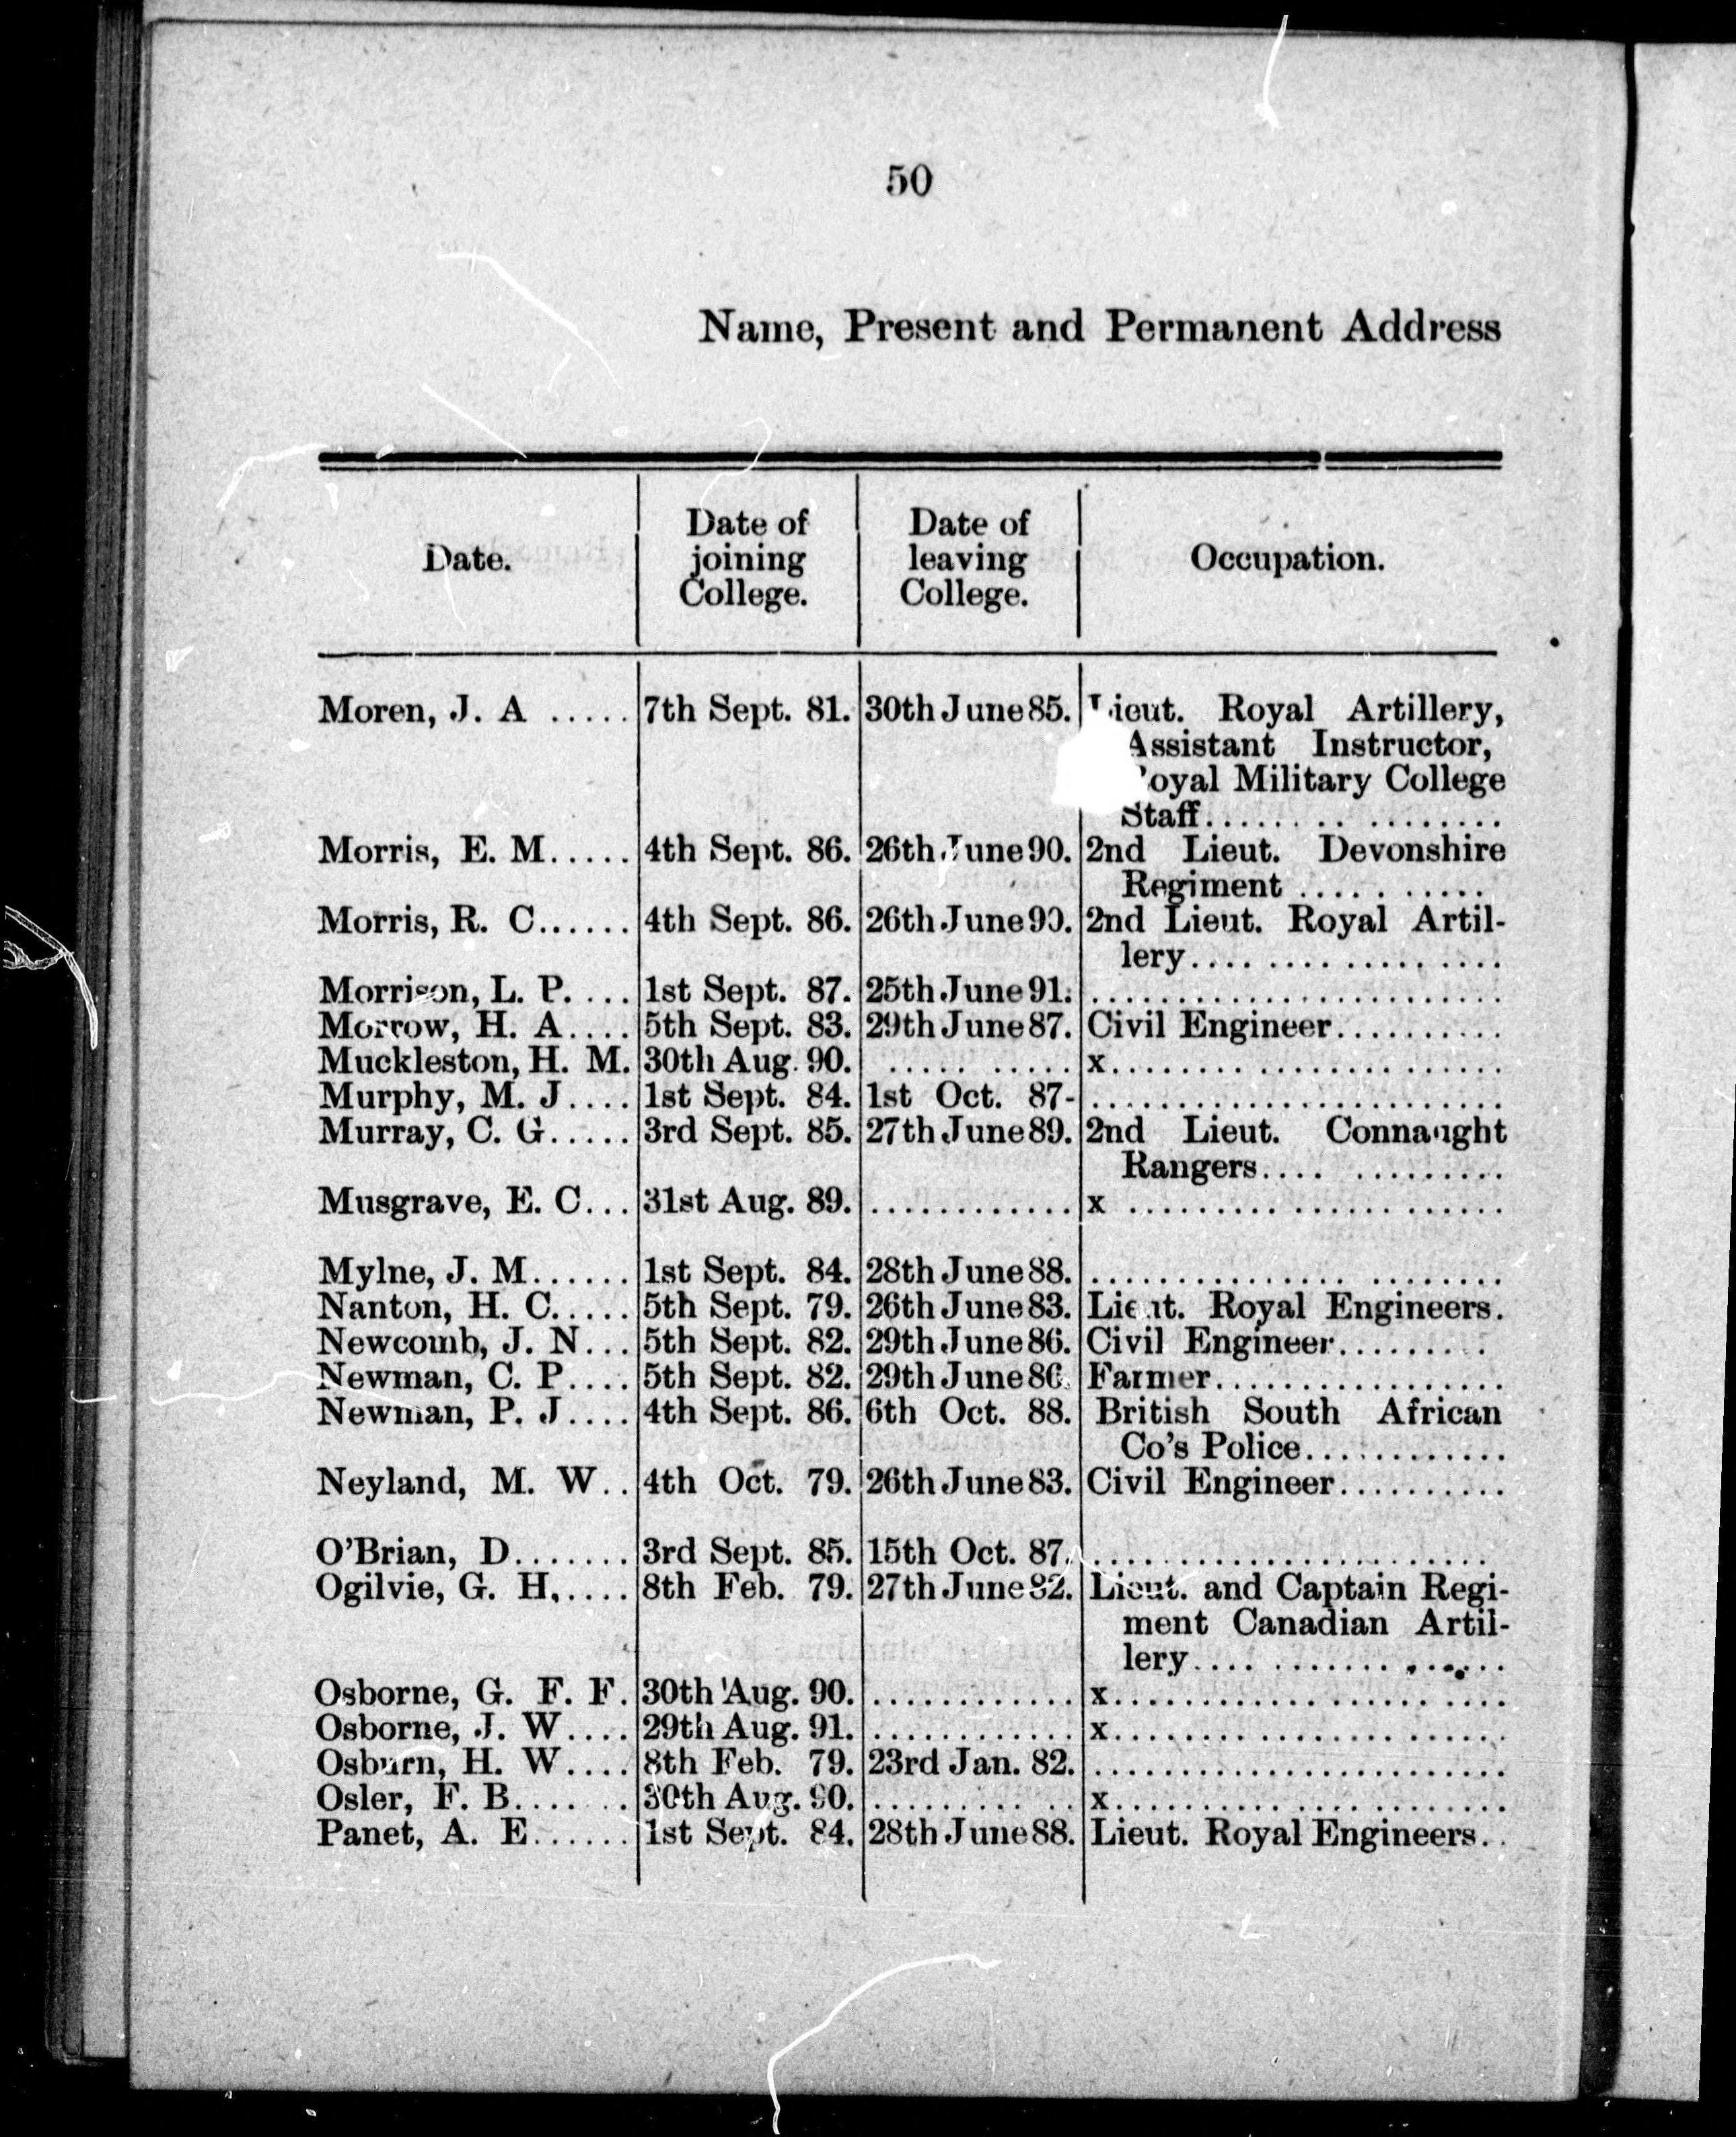 50
Name, Present and Permanent Address
Date. | Date of joining College. | Date of leaving College. | Occupation.
Moren, J. A ..... 7th Sept. 81. 30th June 85. Lieut. Royal Artillery,
Assistant Instructor,
Royal Military College
Staff................
Morris, E. M..... 4th Sept. 86. 26th June 90. 2nd Lieut. Devonshire
Regiment ...........
Morris, R. C...... 4th Sept. 86. 26th June 90. 2nd Lieut. Royal Artil-
lery.................
Morrison, L. P. ... 1st Sept. 87. 25th June 91. ........................
Morrow, H. A.... 5th Sept. 83. 29th June 87. Civil Engineer..........
Muckleston, H. M. 30th Aug. 90. ........... x.......................
Murphy, M. J.... 1st Sept. 84. 1st Oct. 87- ........................
Murray, C. G..... 3rd Sept. 85. 27th June 89. 2nd Lieut. Connaught
Rangers.... .........
Musgrave, E. C... 31st Aug. 89. ............ x ......................
Mylne, J. M...... 1st Sept. 84. 28th June 88. ........................
Nanton, H. C..... 5th Sept. 79. 26th June 83. Lieut. Royal Engineers.
Newcomb, J. N... 5th Sept. 82. 29th June 86. Civil Engineer.........
Newman, C. P.... 5th Sept. 82. 29th June 86. Farmer.................
Newman, P. J.... 4th Sept. 86. 6th Oct. 88. British South African
Co's Police............
Neyland, M. W.. 4th Oct. 79. 26th June 83. Civil Engineer..........
O'Brian, D....... 3rd Sept. 85. 15th Oct. 87. .......................
Ogilvie, G. H,.... 8th Feb. 79. 27th June 82. Lieut. and Captain Regi-
ment Canadian Artil-
lery.... .............
Osborne, G. F. F. 30th Aug. 90. ............ x.......................
Osborne, J. W.... 29th Aug. 91. ............ x.......................
Osburn, H. W.... 8th Feb. 79. 23rd Jan. 82. ........................
Osler, F. B....... 30th Aug. 90. ............ x.......................
Panet, A. E...... 1st Sept. 84. 28th June 88. Lieut. Royal Engineers..